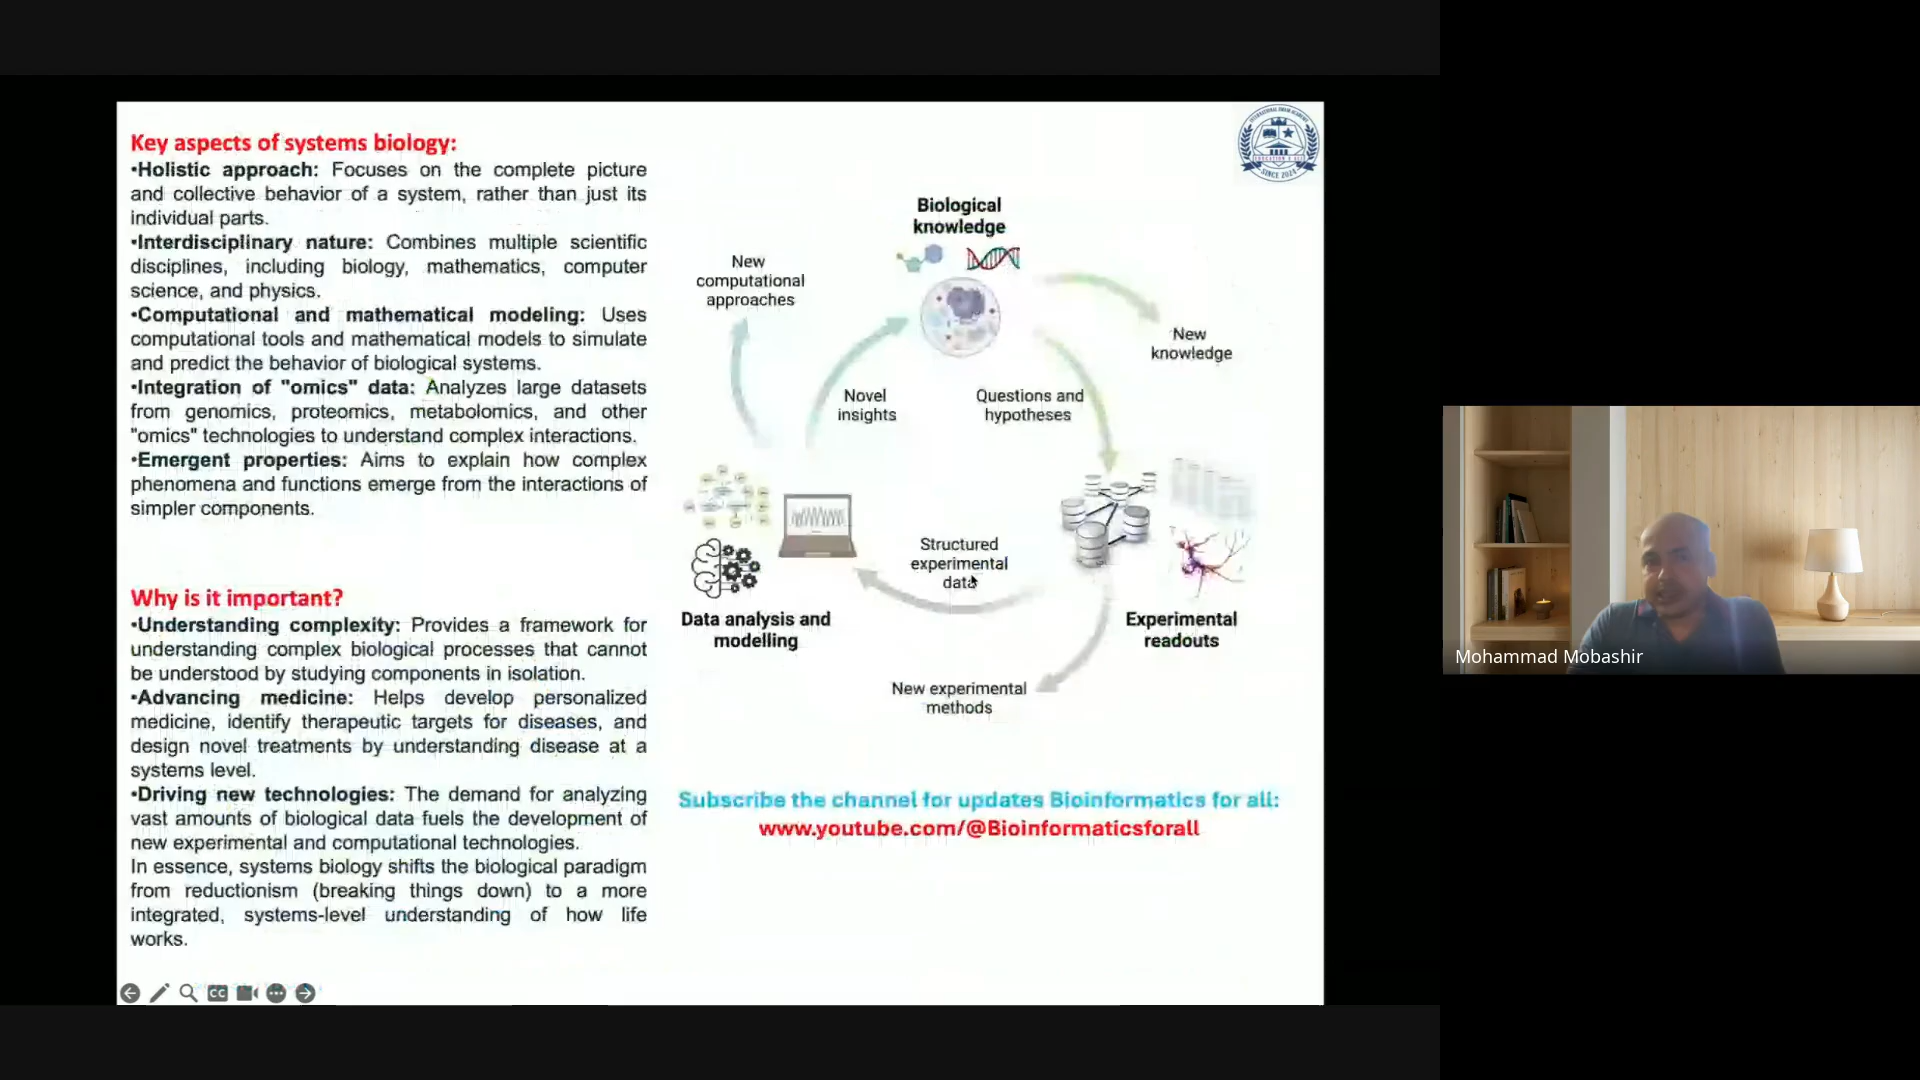 Key aspects of systems biology:
•Holistic approach: Focuses on the complete picture
and collective behavior of a system, rather than just its
individual parts.
•Interdisciplinary nature: Combines multiple scientific
disciplines, including biology, mathematics, computer
science, and physics.
•Computational and mathematical modeling: Uses
computational tools and mathematical models to simulate
and predict the behavior of biological systems.
•Integration of "omics" data: Analyzes large datasets
from genomics, proteomics, metabolomics, and other
"omics" technologies to understand complex interactions.
•Emergent properties: Aims to explain how complex
phenomena and functions emerge from the interactions of
simpler components.
Why is it important?
•Understanding complexity: Provides a framework for
understanding complex biological processes that cannot
be understood by studying components in isolation.
•Advancing medicine: Helps develop personalized
medicine, identify therapeutic targets for diseases, and
design novel treatments by understanding disease at a
systems level.
•Driving new technologies: The demand for analyzing
vast amounts of biological data fuels the development of
new experimental and computational technologies.
In essence, systems biology shifts the biological paradigm
from reductionism (breaking things down) to a more
integrated, systems-level understanding of how life
works.
Biological
knowledge
New
computational
approaches
New
knowledge
Novel
insights
Questions and
hypotheses
Structured
experimental
data
Data analysis and
modelling
Experimental
readouts
New experimental
methods
Subscribe the channel for updates Bioinformatics for all:
www.youtube.com/@Bioinformaticsforall
SINCE 2024
CC
Mohammad Mobashir